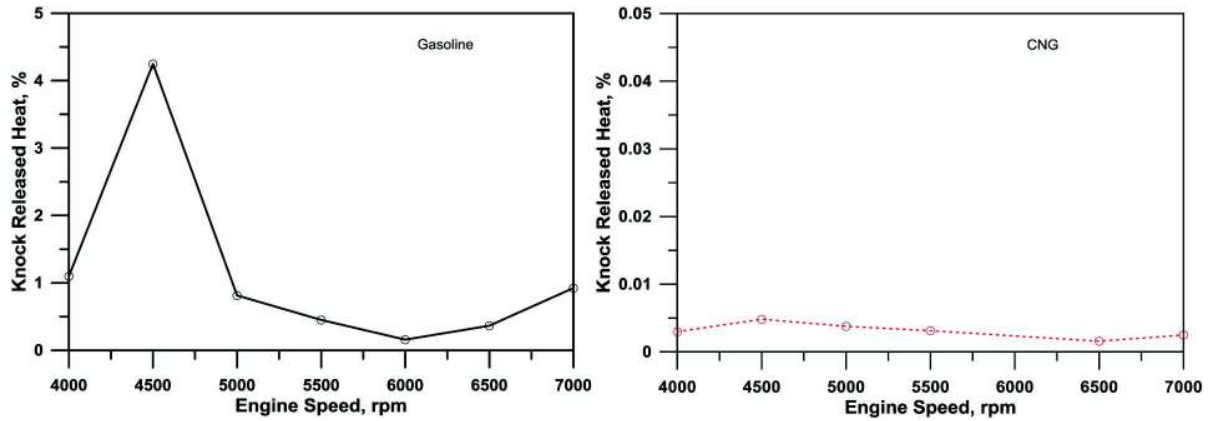 Gasoline
Knock Released Heat, %
5
4
3
2
1
0
4000 4500 5000 5500 6000 6500 7000
Engine Speed, rpm
CNG
Knock Released Heat, %
0.05
0.04
0.03
0.02
0.01
0
4000 4500 5000 5500 6000 6500 7000
Engine Speed, rpm